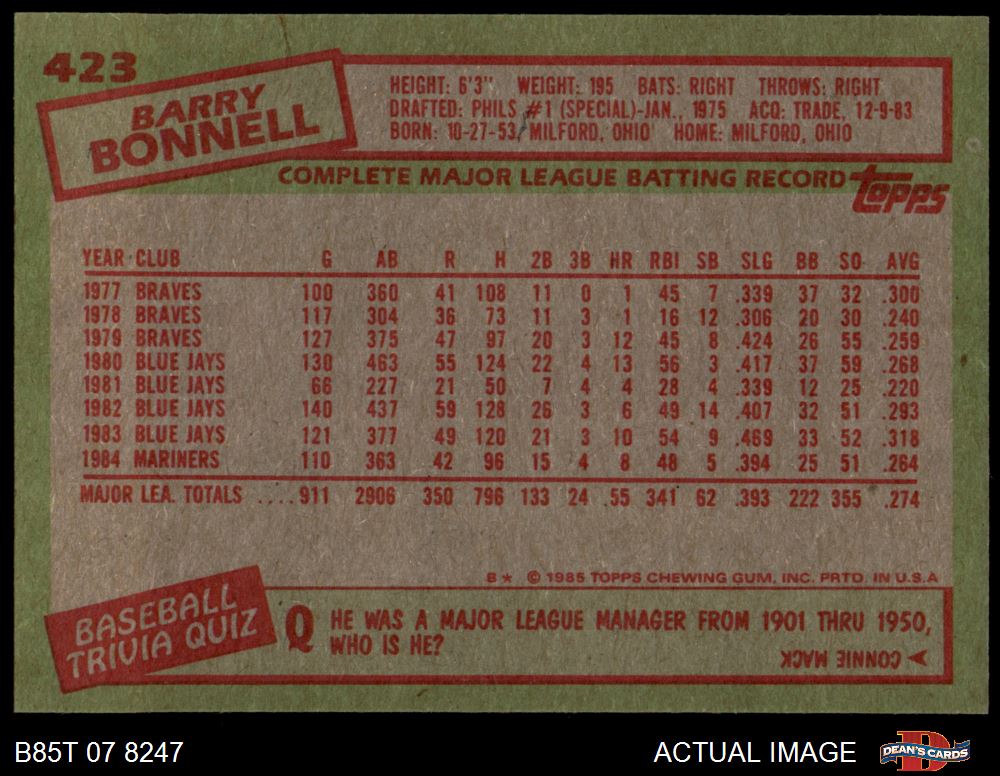 423
BARRY
BONNELL
HEIGHT: 6'3" WEIGHT: 195 BATS: RIGHT THROWS: RIGHT
DRAFTED: PHILS #1 (SPECIAL)-JAN., 1975 ACQ: TRADE, 12-9-83
BORN: 10-27-53, MILFORD, OHIO HOME: MILFORD, OHIO
COMPLETE MAJOR LEAGUE BATTING RECORD
topps
YEAR CLUB G AB R H 2B 3B HR RBI SB SLG BB SO AVG
1977 BRAVES 100 360 41 108 11 0 1 45 7 .339 37 32 .300
1978 BRAVES 117 304 36 73 11 3 1 16 12 .306 20 30 .240
1979 BRAVES 127 375 47 97 20 3 12 45 8 .424 26 55 .259
1980 BLUE JAYS 130 463 55 124 22 4 13 56 3 .417 37 59 .268
1981 BLUE JAYS 66 227 21 50 7 4 4 28 4 .339 12 25 .220
1982 BLUE JAYS 140 437 59 128 26 3 6 49 14 .407 32 51 .293
1983 BLUE JAYS 121 377 49 120 21 3 10 54 9 .469 33 52 .318
1984 MARINERS 110 363 42 96 15 4 8 48 5 .394 25 51 .264
MAJOR LEA. TOTALS ....911 2906 350 796 133 24 55 341 62 .393 222 355 .274
B* © 1985 TOPPS CHEWING GUM, INC. PRTD. IN U.S.A
BASEBALL
TRIVIA QUIZ
Q HE WAS A MAJOR LEAGUE MANAGER FROM 1901 THRU 1950,
WHO IS HE?
CONNIE MACK
B85T 07 8247
ACTUAL IMAGE
D
DEAN'S CARDS